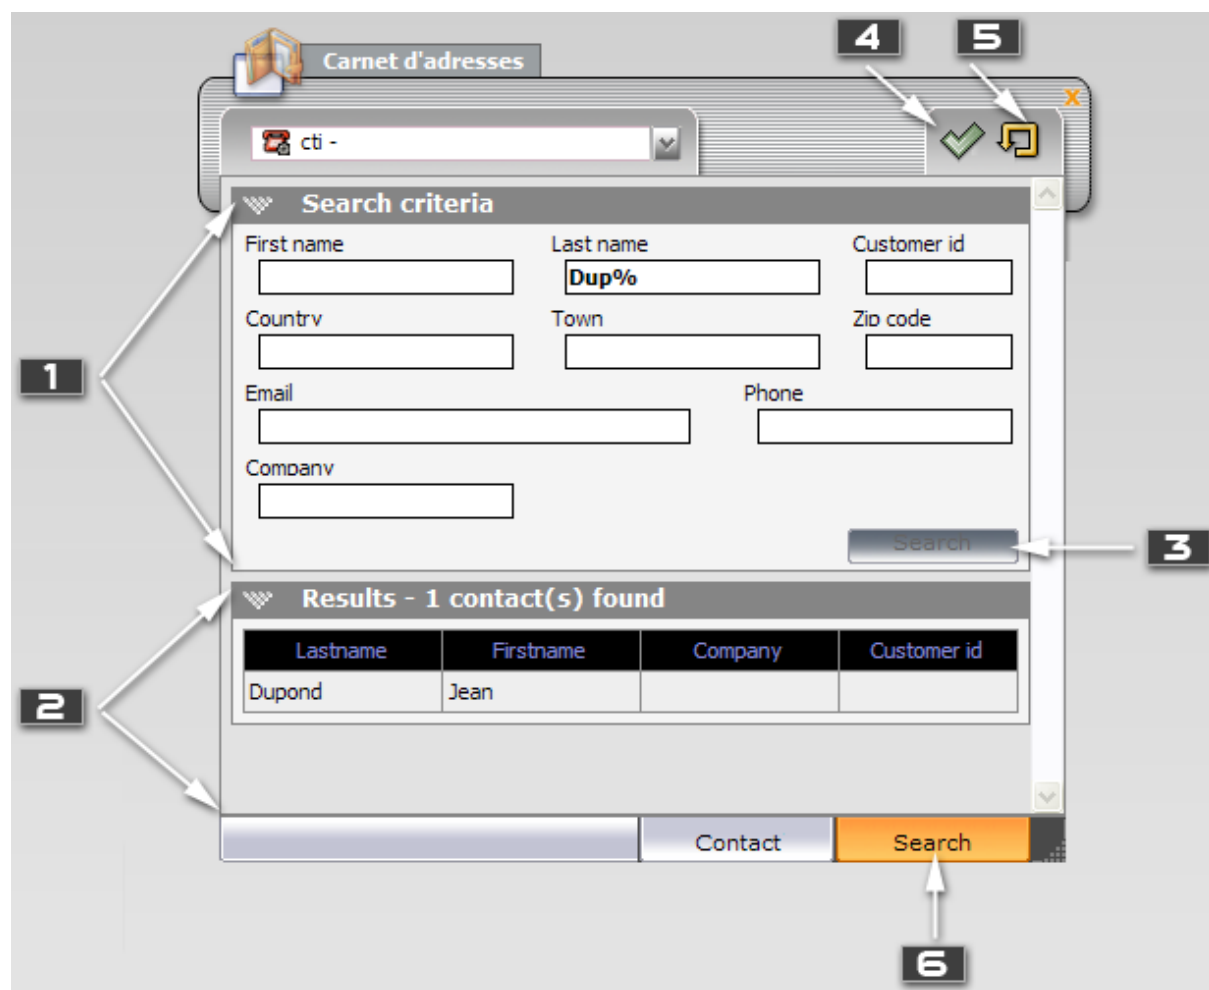 4 5
Carnet d'adresses
x
cti -
Search criteria
First name Last name Customer id
Dup%
Country Town Zip code
1
Email Phone
Company
Search
3
Results - 1 contact(s) found
Lastname Firstname Company Customer id
Dupond Jean
2
Contact Search
6